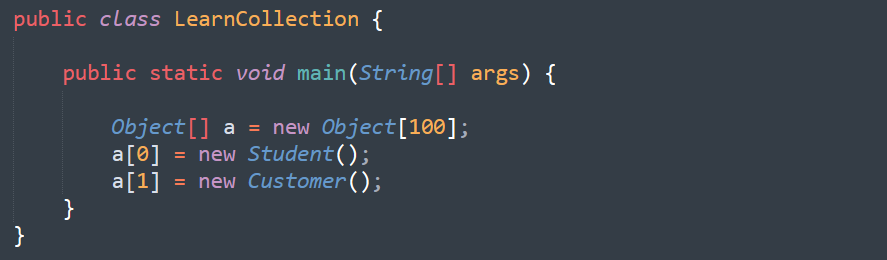 public class LearnCollection {
public static void main(String[] args) {
Object[] a = new Object[100];
a[0] = new Student();
a[1] = new Customer();
}
}